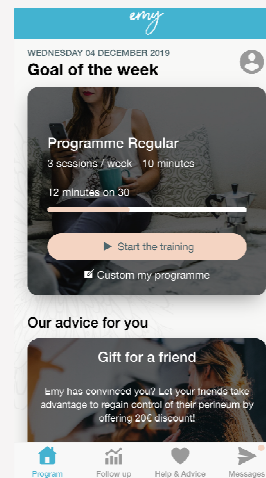 emy
WEDNESDAY 04 DECEMBER 2019
Goal of the week
Programme Regular
3 sessions / week - 10 minutes
12 minutes on 30
Start the training
Custom my programme
Our advice for you
Gift for a friend
Emy has convinced you? Let your friends take
advantage to regain control of their perineum by
offering 20€ discount!
Program
Follow up
Help & Advice
Messages